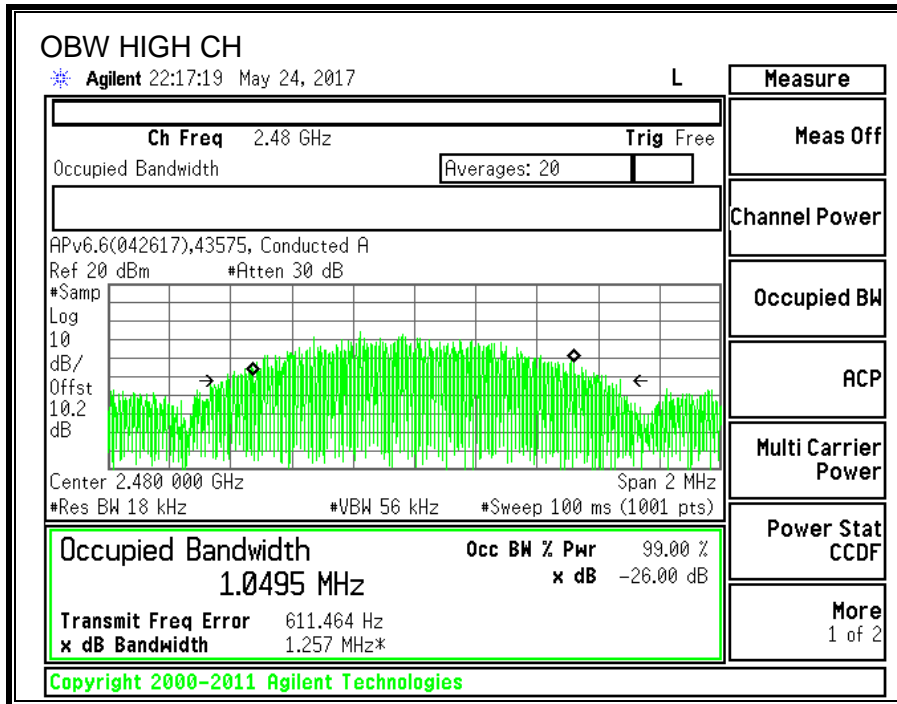 OBW HIGH CH
Agilent 22:17:19 May 24, 2017 L
Measure
Ch Freq 2.48 GHz Trig Free
Occupied Bandwidth Averages: 20
APv6.6(042617),43575, Conducted A
Ref 20 dBm #Atten 30 dB
#Samp
Log
10
dB/
Offst
10.2
dB
Center 2.480 000 GHz Span 2 MHz
#Res BW 18 kHz #VBW 56 kHz #Sweep 100 ms (1001 pts)
Occupied Bandwidth Occ BW % Pwr 99.00 %
1.0495 MHz x dB -26.00 dB
Transmit Freq Error 611.464 Hz
x dB Bandwidth 1.257 MHz*
Copyright 2000-2011 Agilent Technologies
Meas Off
Channel Power
Occupied BW
ACP
Multi Carrier
Power
Power Stat
CCDF
More
1 of 2